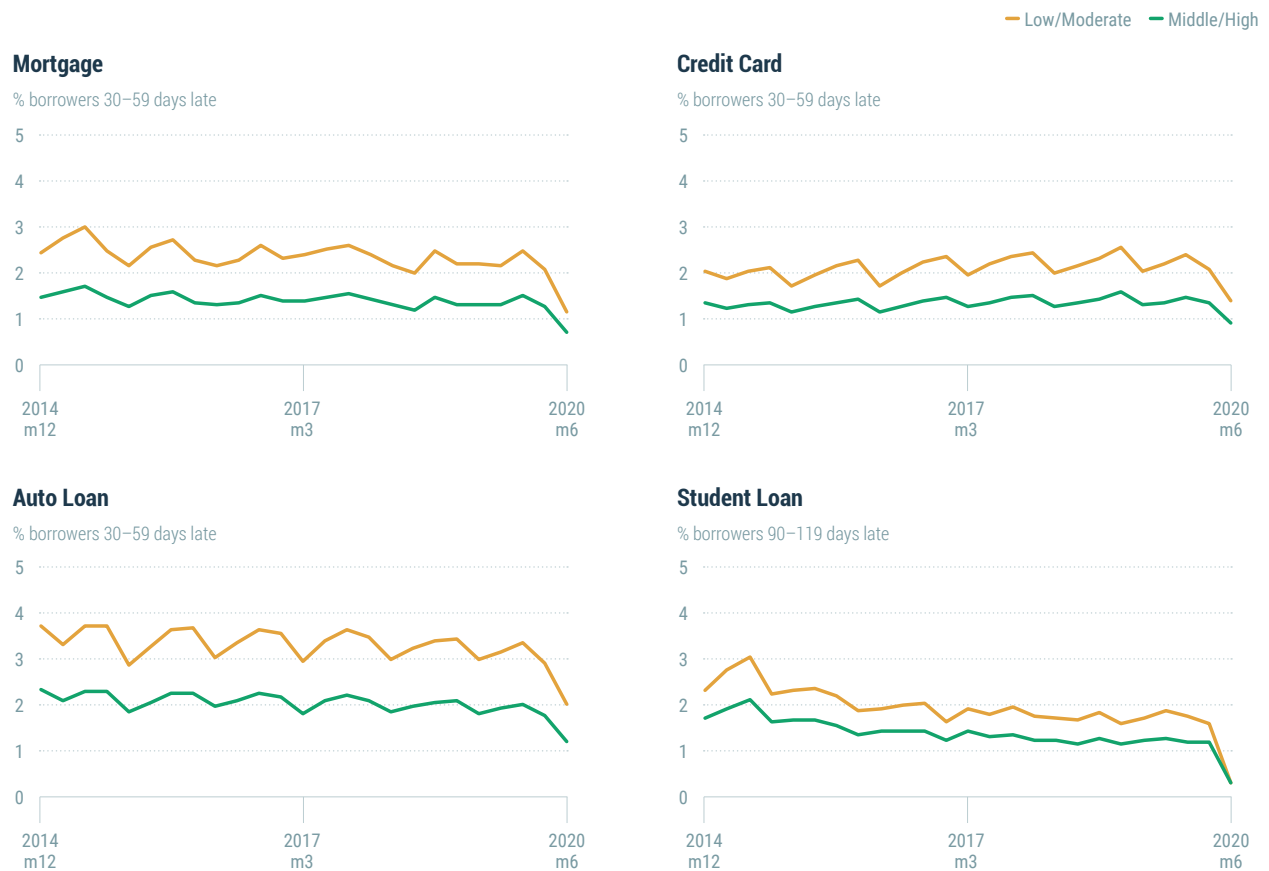 Low/Moderate Middle/High
Mortgage
% borrowers 30–59 days late
5
4
3
2
1
0
2014 2017 2020
m12 m3 m6
Credit Card
% borrowers 30–59 days late
5
4
3
2
1
0
2014 2017 2020
m12 m3 m6
Auto Loan
% borrowers 30–59 days late
5
4
3
2
1
0
2014 2017 2020
m12 m3 m6
Student Loan
% borrowers 90–119 days late
5
4
3
2
1
0
2014 2017 2020
m12 m3 m6